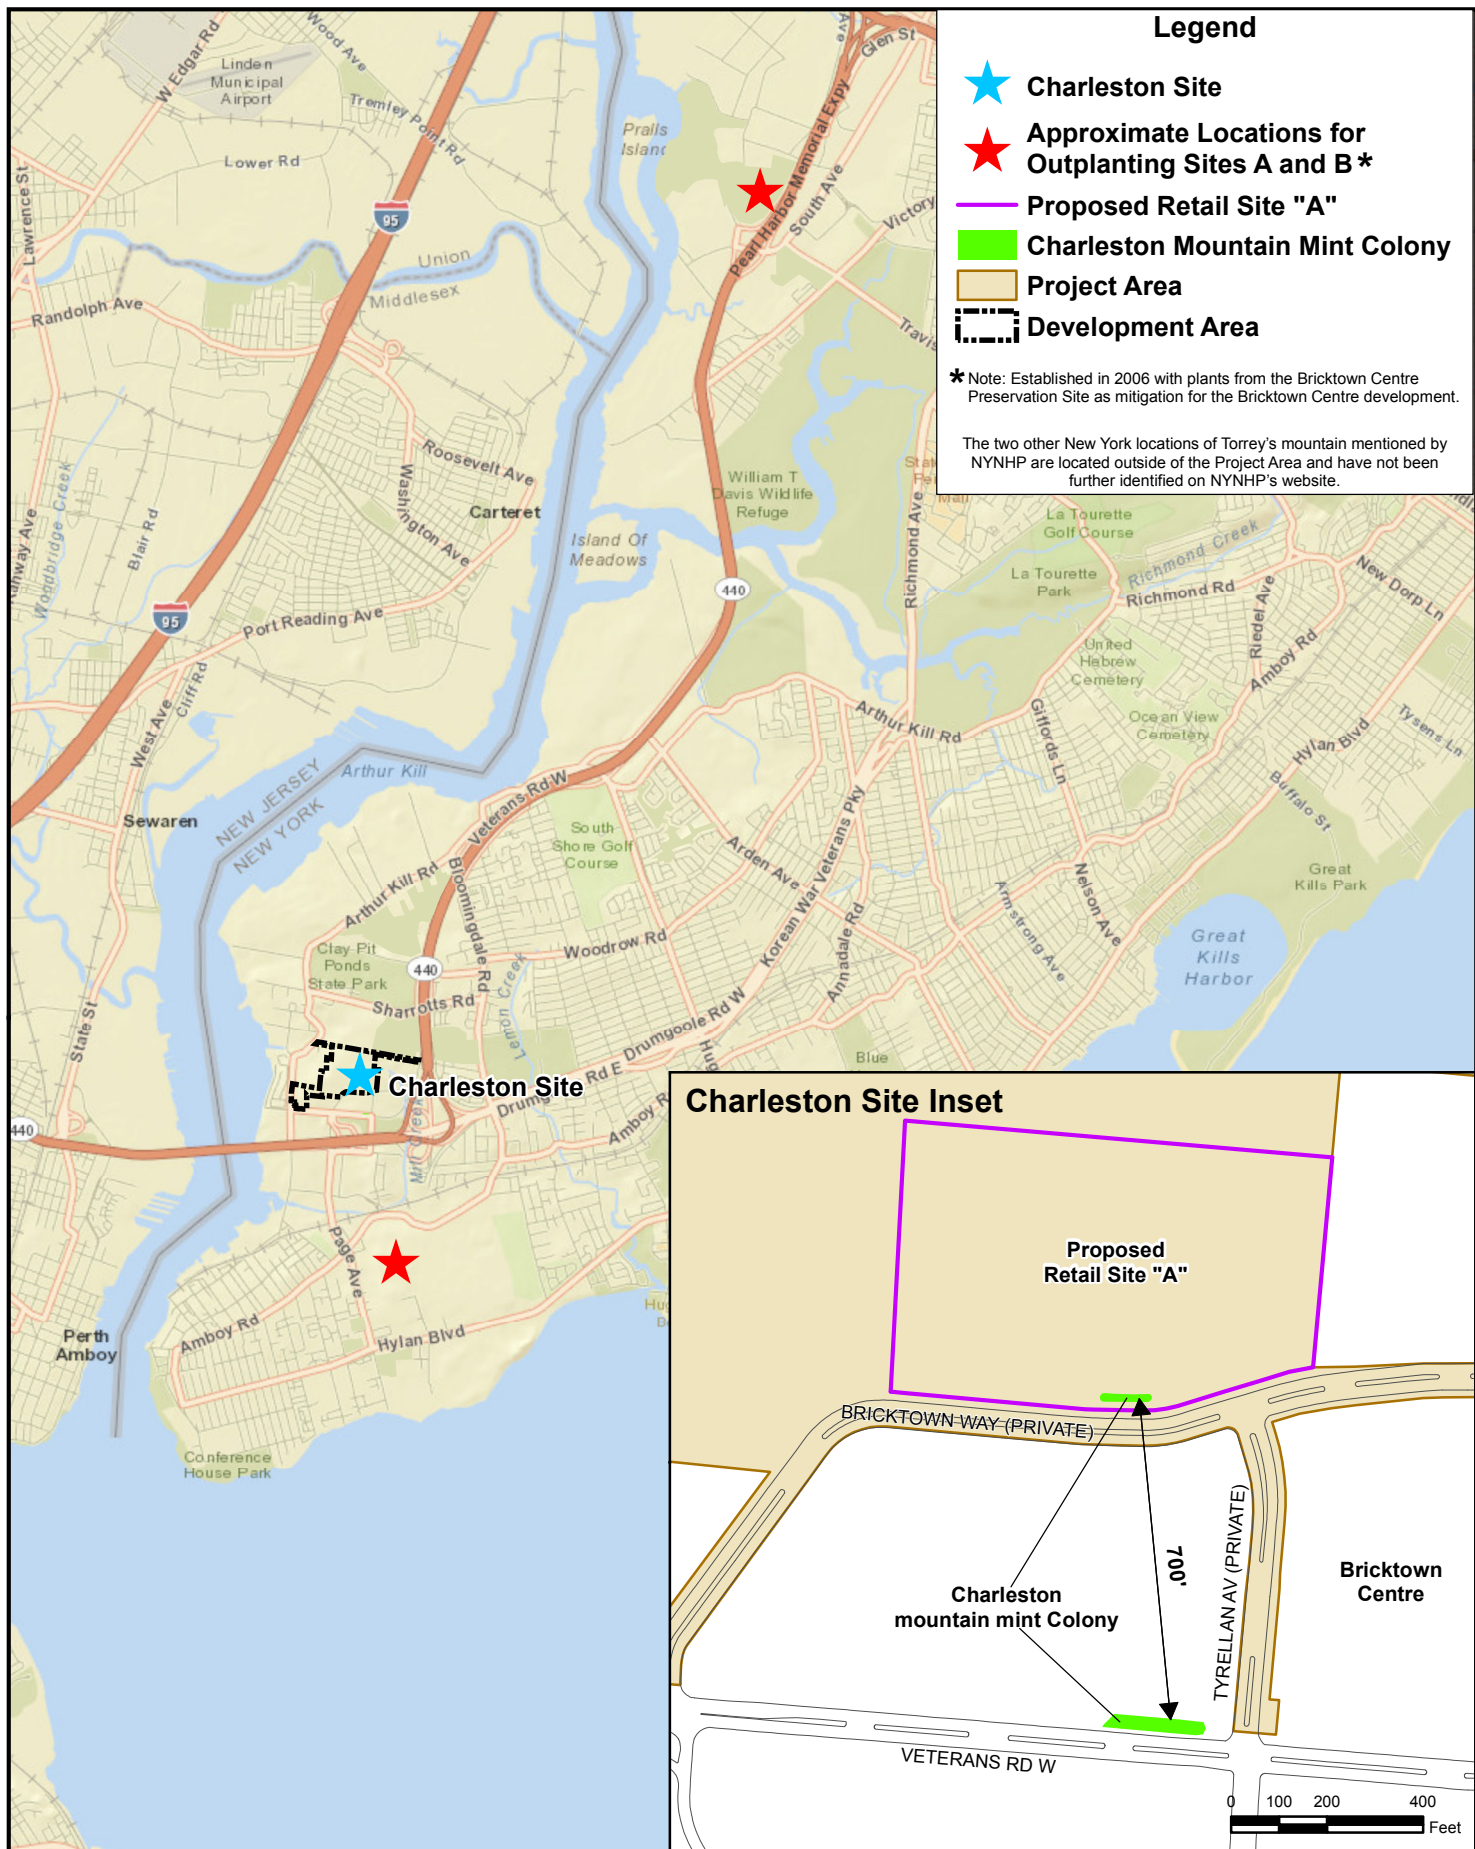 Legend
Charleston Site
Approximate Locations for
Outplanting Sites A and B *
Proposed Retail Site "A"
Charleston Mountain Mint Colony
Project Area
Development Area
* Note: Established in 2006 with plants from the Bricktown Centre
Preservation Site as mitigation for the Bricktown Centre development.
The two other New York locations of Torrey's mountain mentioned by
NYNHP are located outside of the Project Area and have not been
further identified on NYNHP's website.
W Edgar Rd
Wood Ave
Linden
Municipal
Airport
Tremley Point Rd
Lower Rd
Lawrence St
95
Union
Middlesex
Randolph Ave
Pralls
Island
Ave
Glen St
Pearl Harbor Memorial Expy
South Ave
Victory
Travis
Roosevelt Ave
Washington Ave
Carteret
Island Of
Meadows
William T
Davis Wildlife
Refuge
Richmond Ave
La Tourette
Golf Course
La Tourette
Park
Richmond Creek
Richmond Rd
New Dorp Ln
Riedel Ave
Amboy Rd
Woodbridge Creek
Blair Rd
95
Port Reading Ave
440
Cliff Rd
West Ave
United
Hebrew
Cemetery
Ocean View
Cemetery
Giffords Ln
Arthur Kill Rd
Hylan Blvd
Tysens Ln
Buffalo St
Sewaren
NEW JERSEY
NEW YORK
Arthur Kill
Veterans Rd W
South
Shore Golf
Course
Arden Ave
Korean War Veterans Pky
Great
Kills Park
Nelson Ave
Armstrong Ave
Annadale Rd
Great
Kills
Harbor
Arthur Kill Rd
Bloomingdale Rd
Woodrow Rd
Clay Pit
Ponds
State Park
440
Sharrotts Rd
Lemon Creek
Drumgoole Rd W
State St
Blue
Charleston Site
Drumg
Rd E
Amboy R
Mill Creek
440
Page Ave
Perth
Amboy
Amboy Rd
Hylan Blvd
Conference
House Park
Charleston Site Inset
Proposed
Retail Site "A"
BRICKTOWN WAY (PRIVATE)
700'
TYRELLAN AV (PRIVATE)
Bricktown
Centre
Charleston
mountain mint Colony
VETERANS RD W
0 100 200 400
Feet